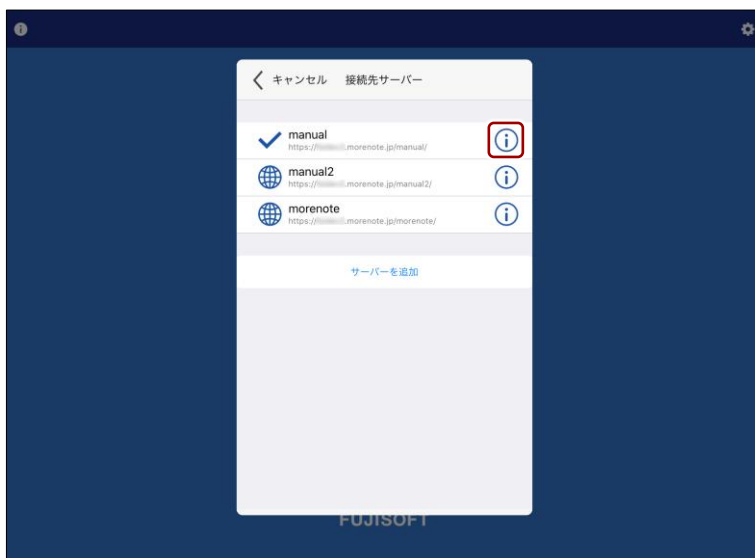 キャンセル 接続先サーバー
manual
https:// .morenote.jp/manual/
manual2
https:// .morenote.jp/manual2/
morenote
https:// .morenote.jp/morenote/
サーバーを追加
FUJISOFT